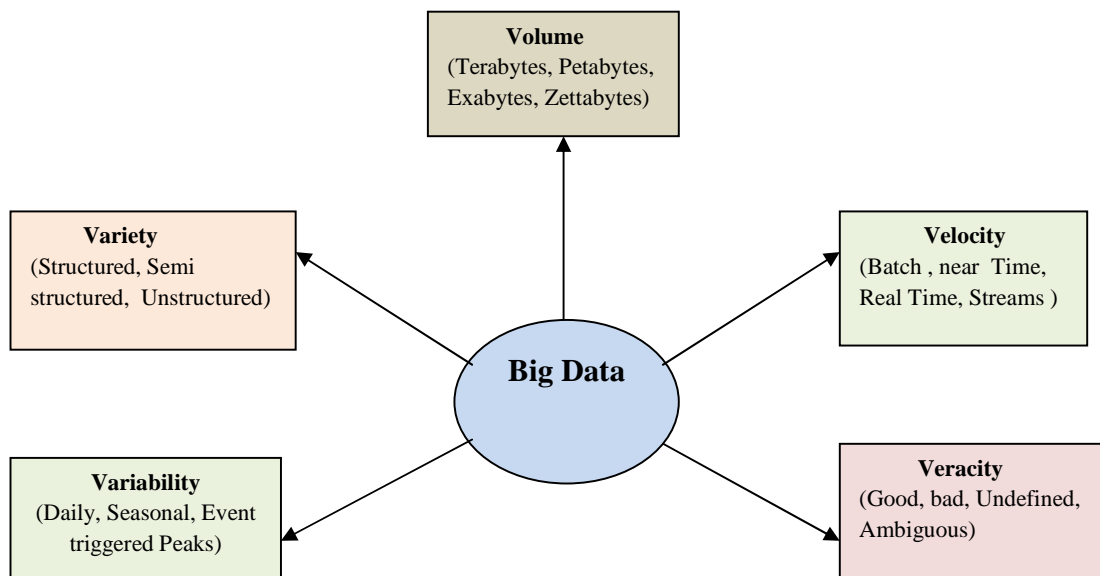 Volume
(Terabytes, Petabytes,
Exabytes, Zettabytes)
Variety
(Structured, Semi
structured, Unstructured)
Velocity
(Batch , near Time,
Real Time, Streams )
Big Data
Variability
(Daily, Seasonal, Event
triggered Peaks)
Veracity
(Good, bad, Undefined,
Ambiguous)